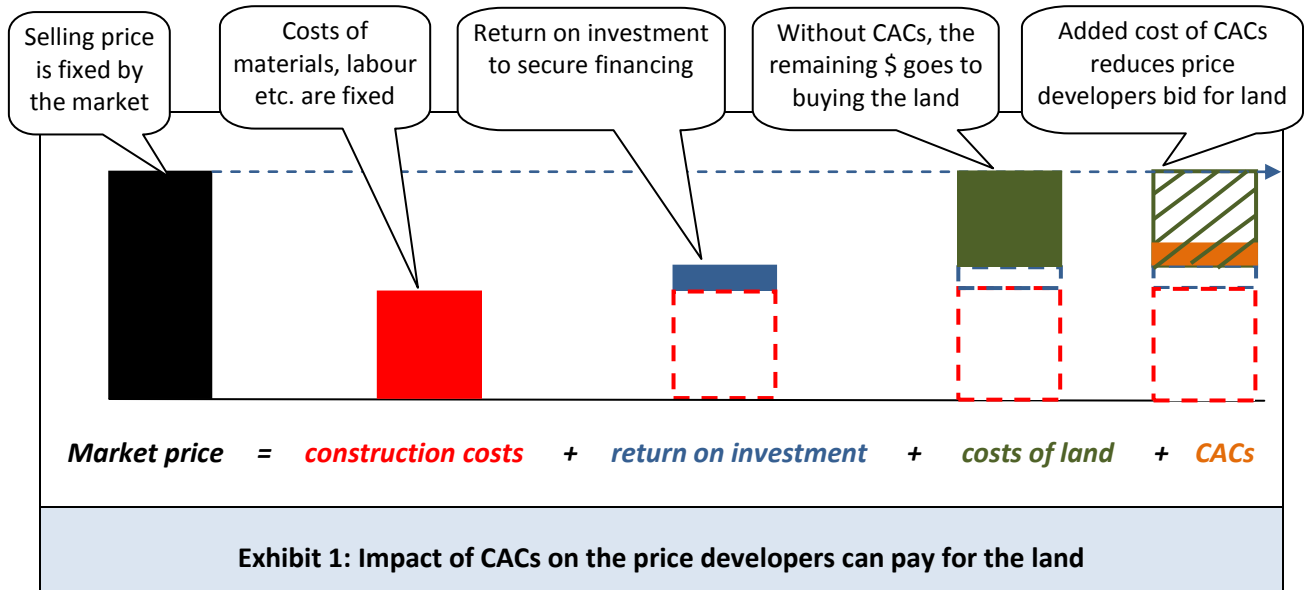 Selling price
is fixed by
the market
Costs of
materials, labour
etc. are fixed
Return on investment
to secure financing
Without CACs, the
remaining $ goes to
buying the land
Added cost of CACs
reduces price
developers bid for land
Market price = construction costs + return on investment + costs of land + CACs
Exhibit 1: Impact of CACs on the price developers can pay for the land